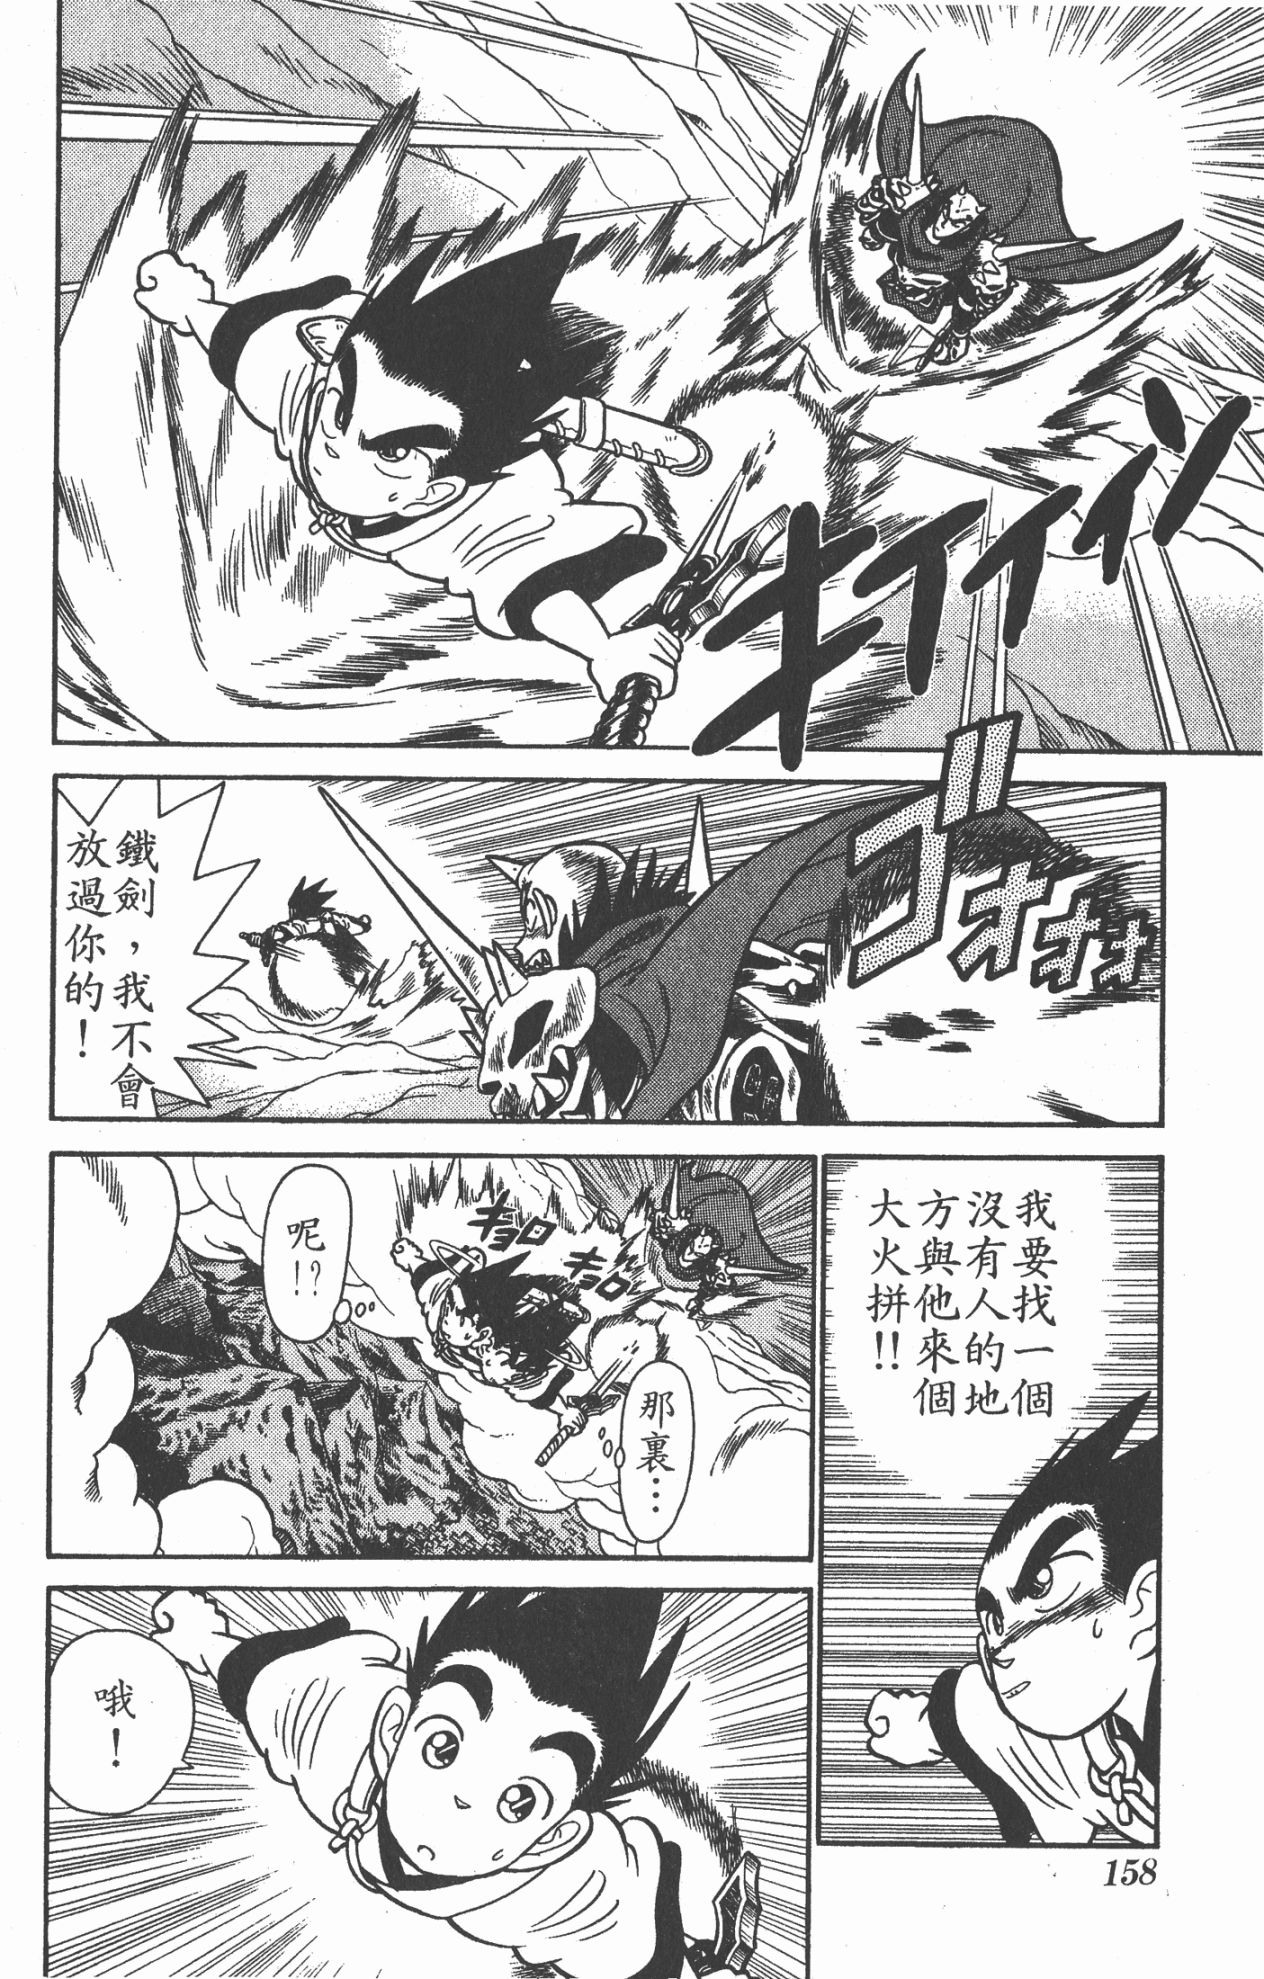 キイイイン
ゴオオオ
鐵劍，我不會
放過你的！
我要找一個
沒有人的地
方與他來個
大火拼！！
キョロ
キョロ
那裏‥‥
呢！？
哦！
158